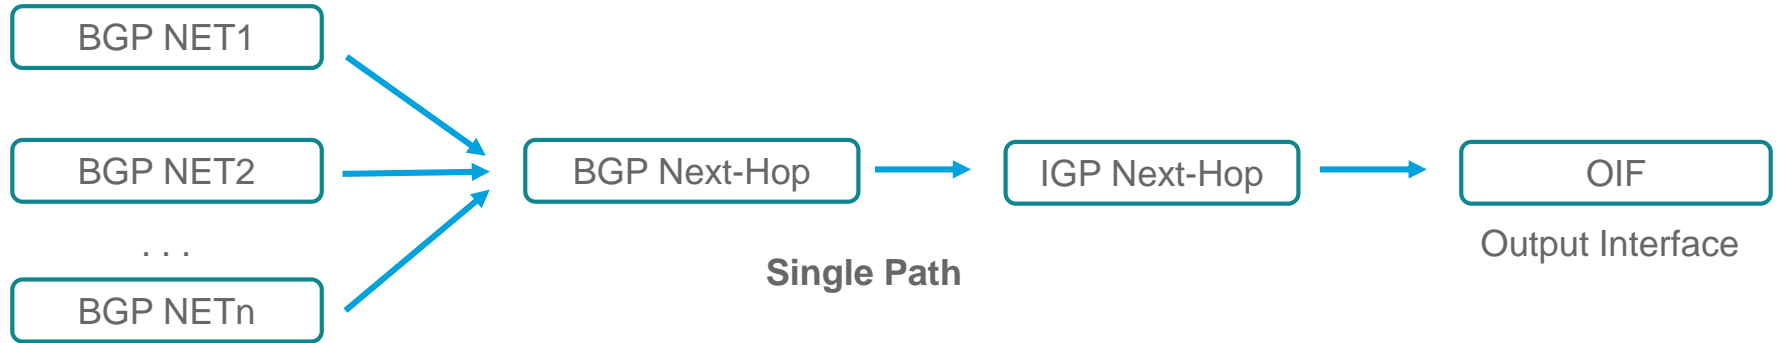 BGP NET1
BGP NET2
. . .
BGP NETn
BGP Next-Hop
IGP Next-Hop
OIF
Output Interface
Single Path